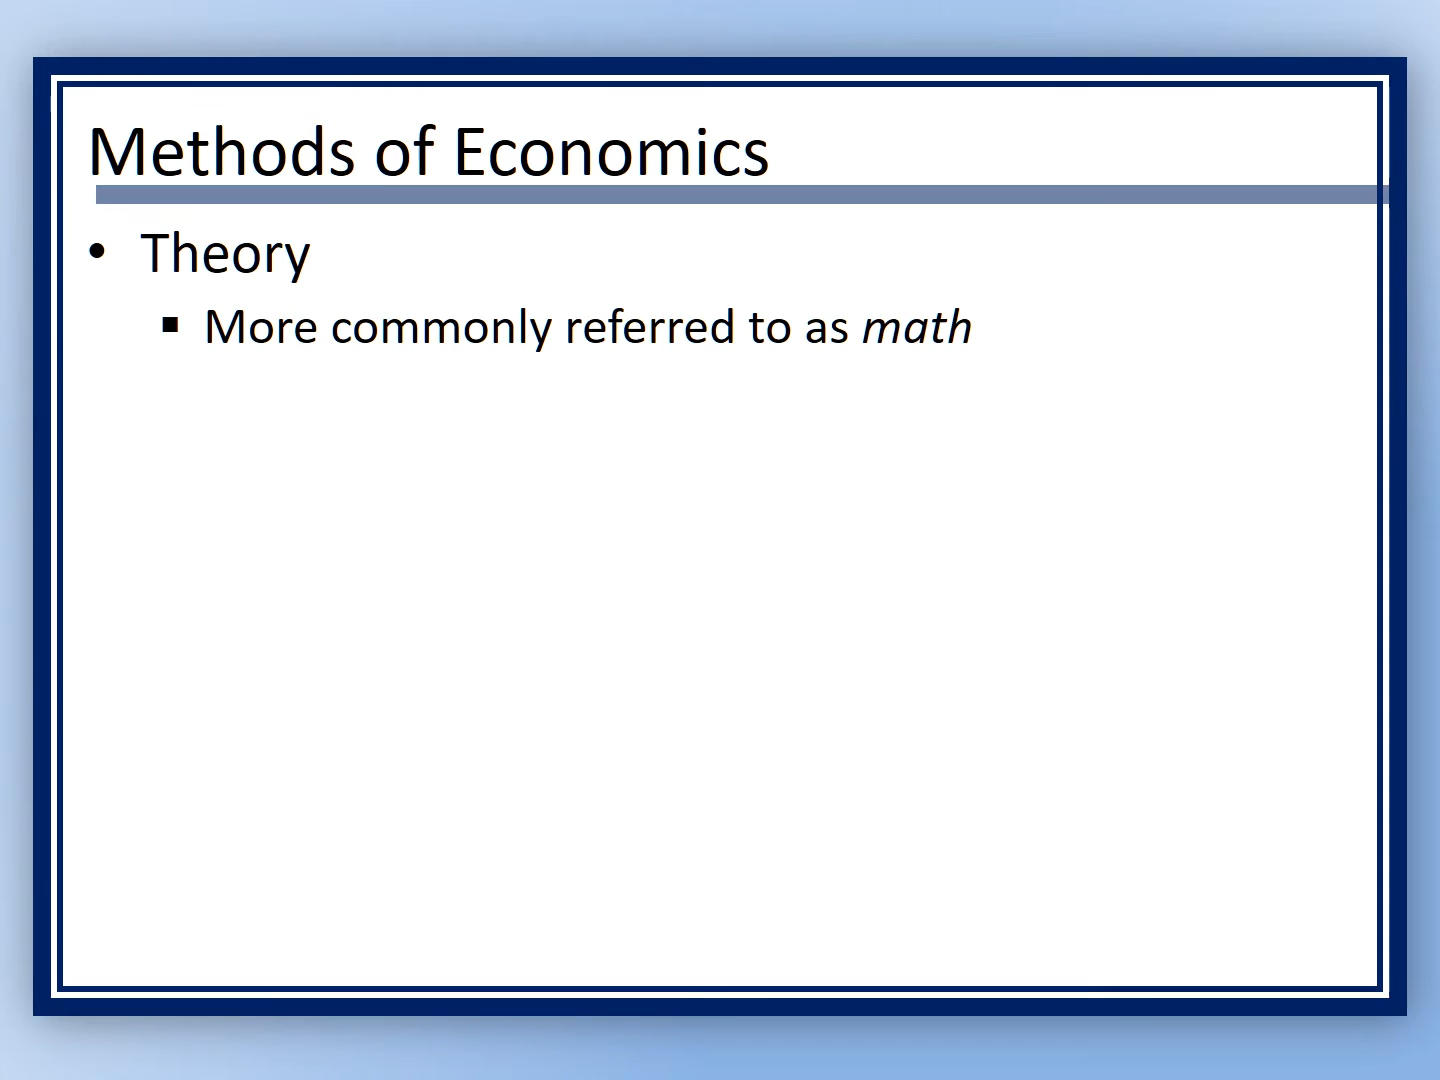 Methods of Economics
• Theory
▪ More commonly referred to as math